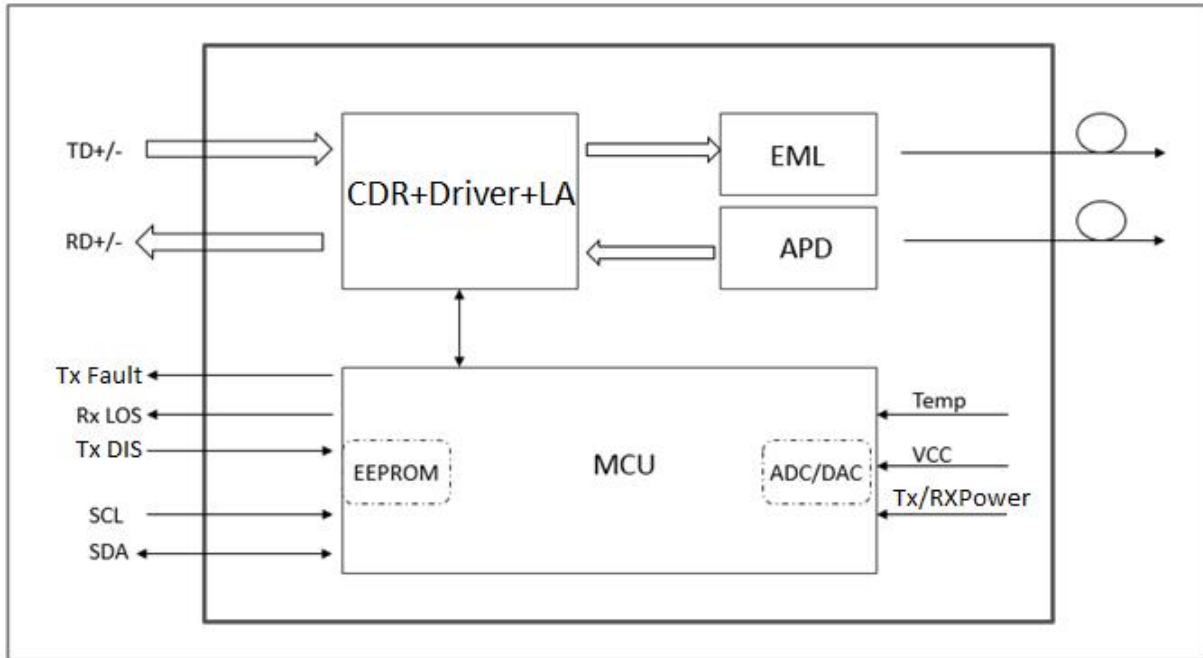 TD+/-
CDR+Driver+LA
EML
RD+/-
APD
Tx Fault
Rx LOS
Tx DIS
SCL
SDA
EEPROM
MCU
ADC/DAC
Temp
VCC
Tx/RXPower